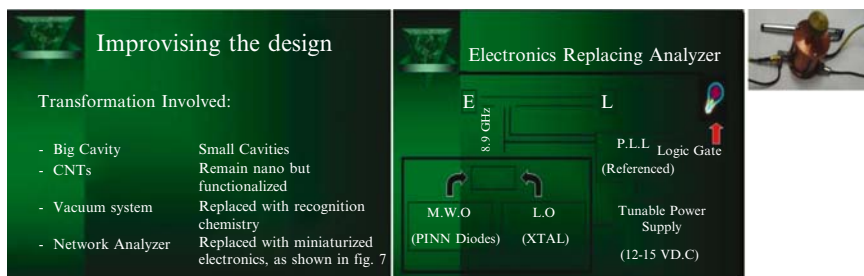 Improvising the design
Transformation Involved:
- Big Cavity Small Cavities
- CNTs Remain nano but
functionalized
- Vacuum system Replaced with recognition
chemistry
- Network Analyzer Replaced with miniaturized
electronics, as shown in fig. 7
Electronics Replacing Analyzer
E L
8.9 GHz
P.L.L Logic Gate
(Referenced)
M.W.O L.O Tunable Power
Supply
(PINN Diodes) (XTAL)
(12-15 VD.C)